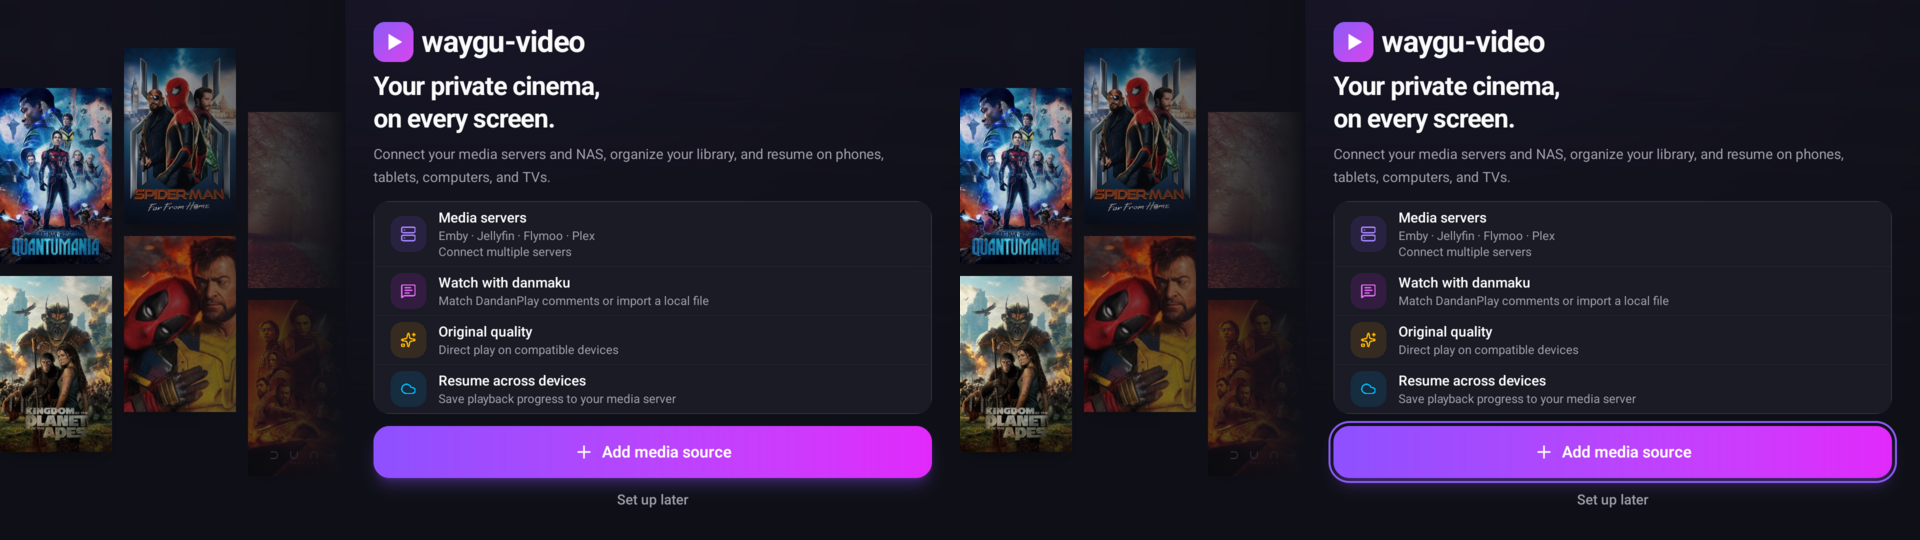 waygu-video
Your private cinema,
on every screen.
Connect your media servers and NAS, organize your library, and resume on phones,
tablets, computers, and TVs.
Media servers
Emby · Jellyfin · Flymoo · Plex
Connect multiple servers
Watch with danmaku
Match DandanPlay comments or import a local file
Original quality
Direct play on compatible devices
Resume across devices
Save playback progress to your media server
+ Add media source
Set up later
QUANTUMANIA
SPIDER-MAN
Far From Home
KINGDOM OF THE
PLANET
OF THE APES
waygu-video
Your private cinema,
on every screen.
Connect your media servers and NAS, organize your library, and resume on phones,
tablets, computers, and TVs.
Media servers
Emby · Jellyfin · Flymoo · Plex
Connect multiple servers
Watch with danmaku
Match DandanPlay comments or import a local file
Original quality
Direct play on compatible devices
Resume across devices
Save playback progress to your media server
+ Add media source
Set up later
QUANTUMANIA
SPIDER-MAN
Far From Home
KINGDOM OF THE
PLANET
OF THE APES